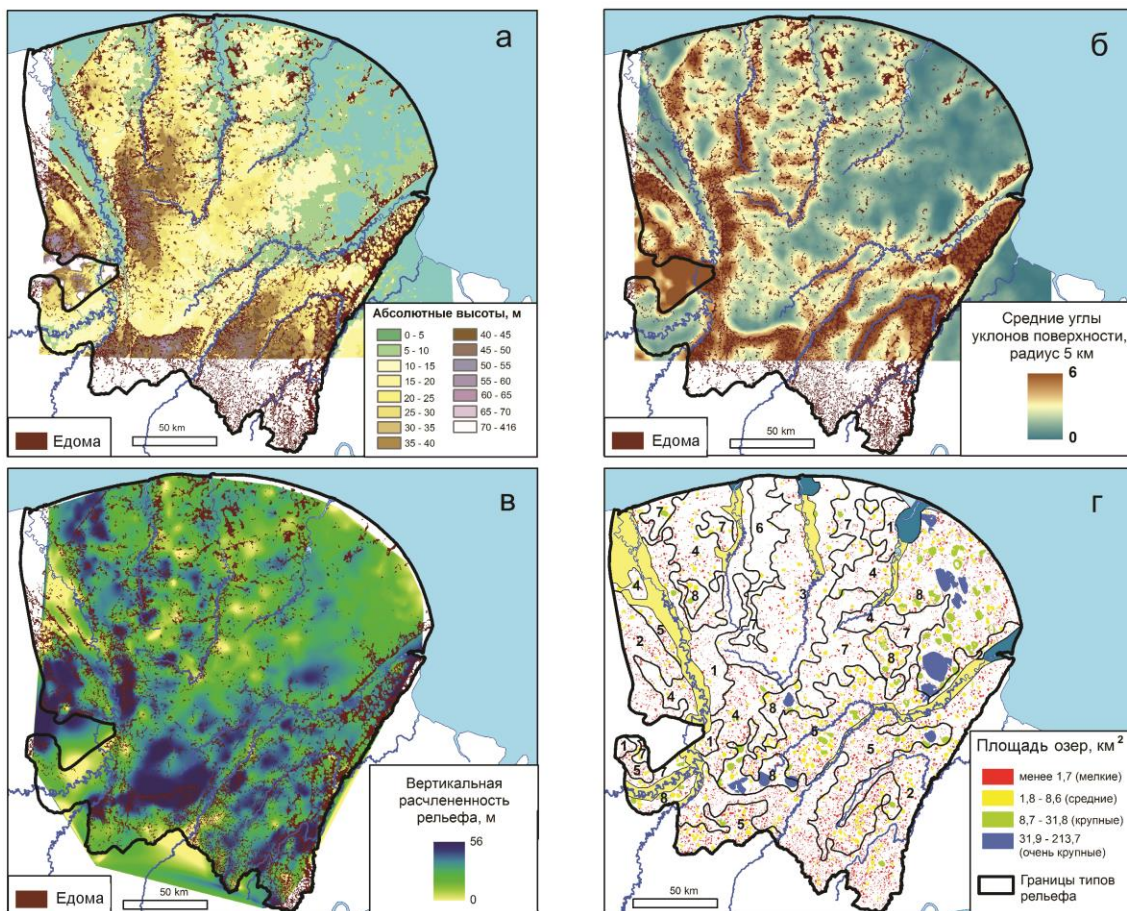 а
Абсолютные высоты, м
0 - 5
5 - 10
10 - 15
15 - 20
20 - 25
25 - 30
30 - 35
35 - 40
40 - 45
45 - 50
50 - 55
55 - 60
60 - 65
65 - 70
70 - 416
Едома
50 km
б
Средние углы
уклонов поверхности,
радиус 5 км
6
0
Едома
50 km
в
Вертикальная
расчлененность
рельефа, м
56
0
Едома
50 km
г
7
7
6
7
1
4
4
4
8
3
8
4
5
2
7
7
1
8
4
4
8
1
5
1
5
8
8
2
5
Площадь озер, км²
менее 1,7 (мелкие)
1,8 - 8,6 (средние)
8,7 - 31,8 (крупные)
31,9 - 213,7
(очень крупные)
Границы типов
рельефа
50 km